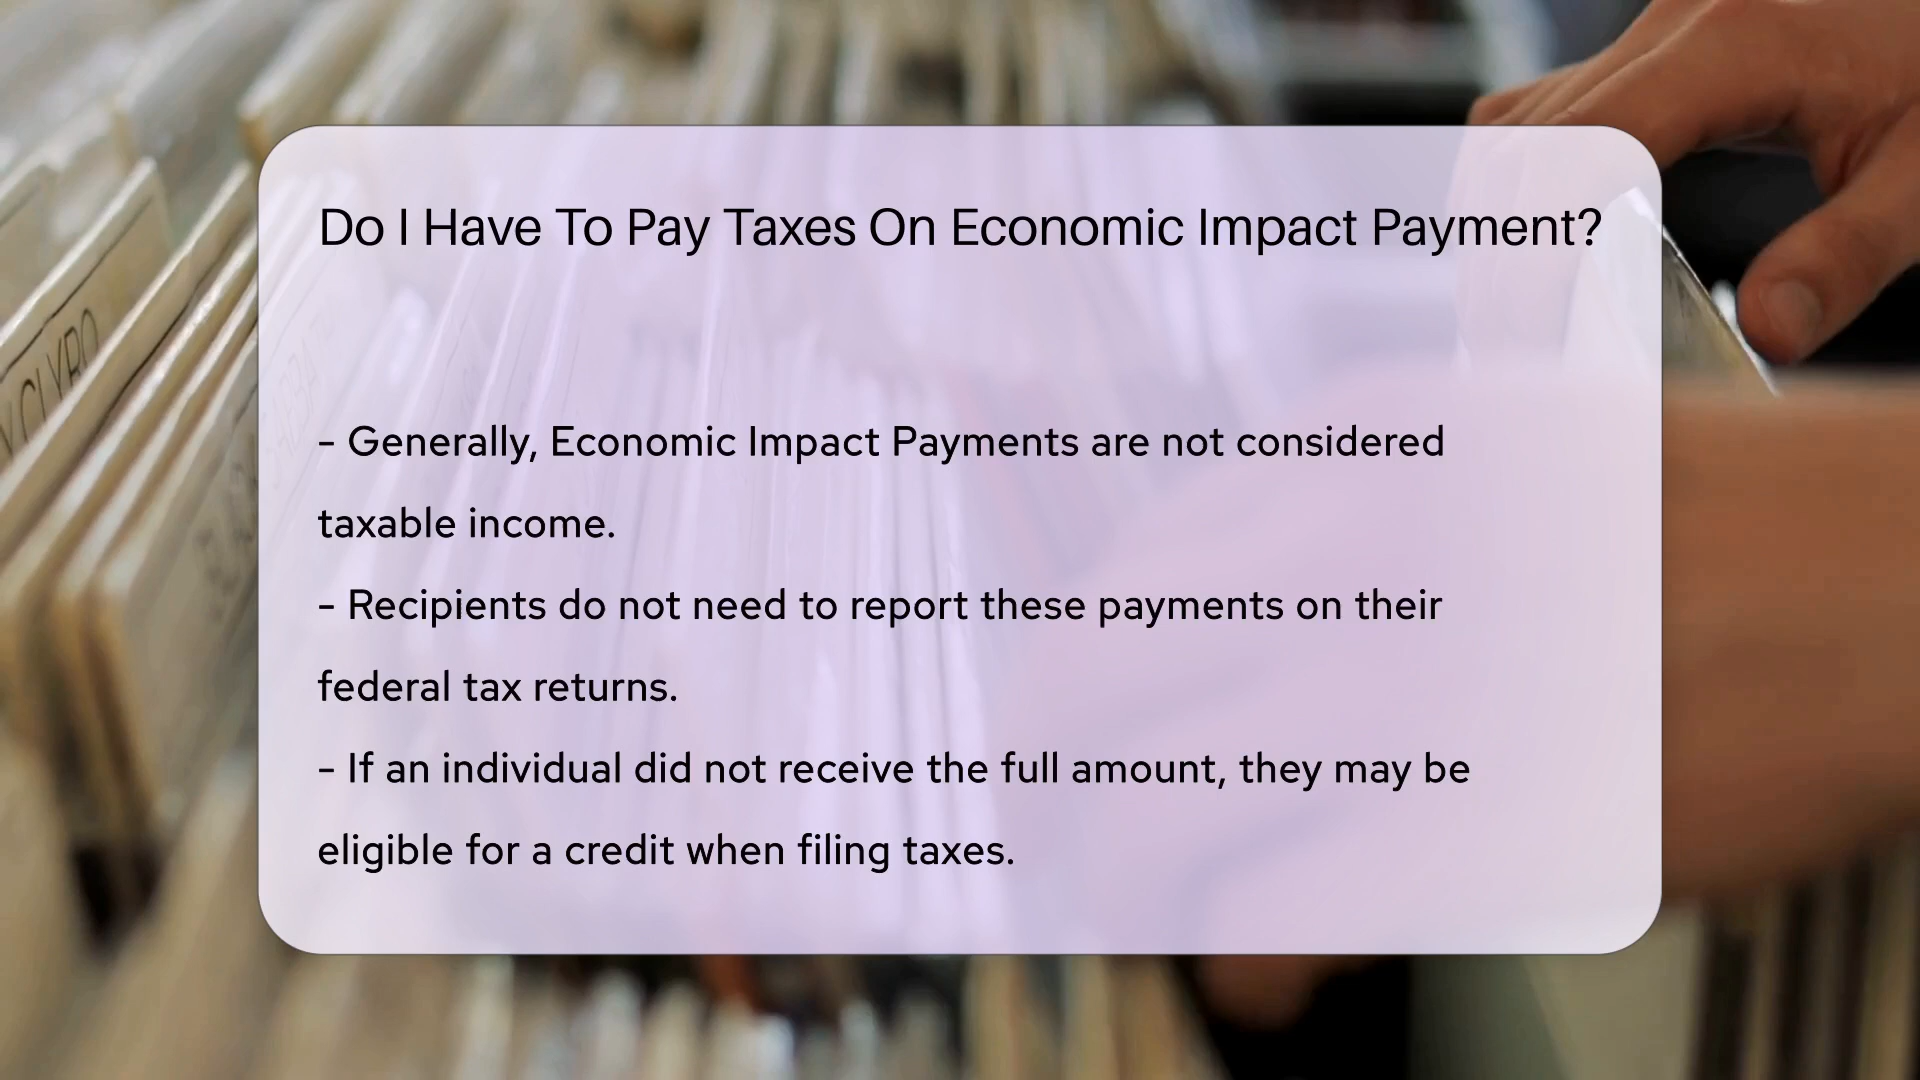 Do I Have To Pay Taxes On Economic Impact Payment?
- Generally, Economic Impact Payments are not considered
taxable income.
- Recipients do not need to report these payments on their
federal tax returns.
- If an individual did not receive the full amount, they may be
eligible for a credit when filing taxes.